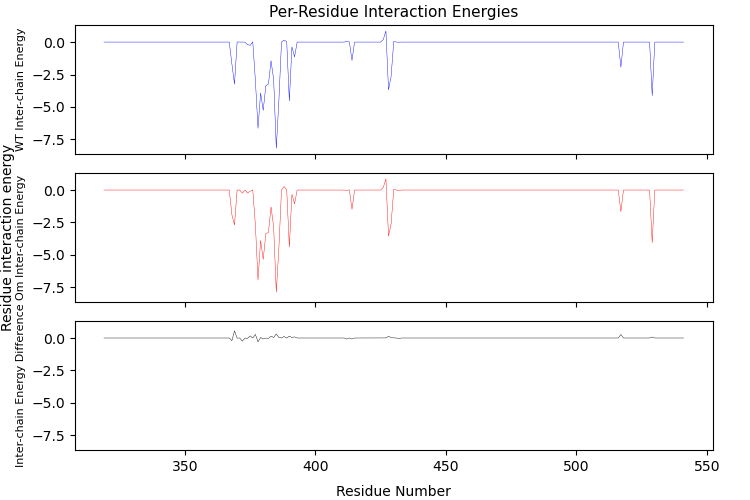 Per-Residue Interaction Energies
Residue interaction energy
WT Inter-chain Energy
0.0
−2.5
−5.0
−7.5
Om Inter-chain Energy
0.0
−2.5
−5.0
−7.5
Inter-chain Energy Difference
0.0
−2.5
−5.0
−7.5
350 400 450 500 550
Residue Number